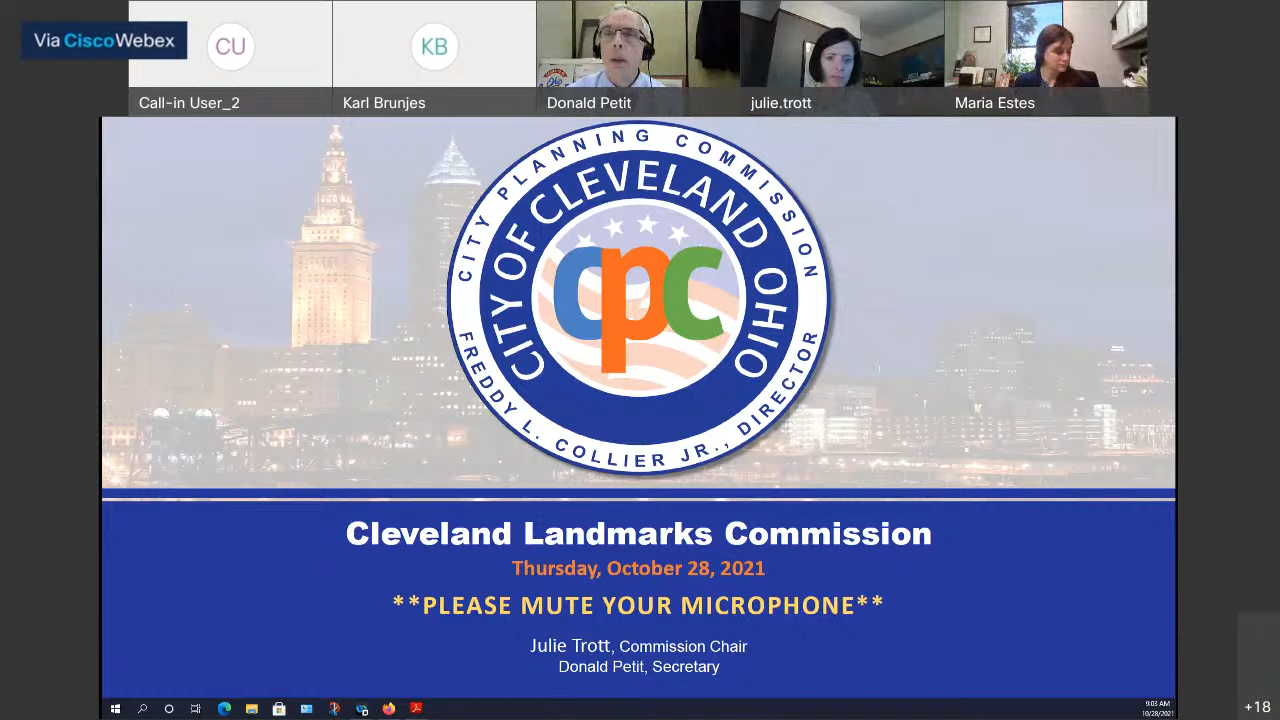 Via CiscoWebex
CU
KB
Call-in User_2
Karl Brunjes
Donald Petit
julie.trott
Maria Estes
CITY PLANNING COMMISSION
CITY OF CLEVELAND OHIO
cpc
FREDDY L. COLLIER JR., DIRECTOR
Cleveland Landmarks Commission
Thursday, October 28, 2021
**PLEASE MUTE YOUR MICROPHONE**
Julie Trott, Commission Chair
Donald Petit, Secretary
9:03 AM
10/28/2021
+18